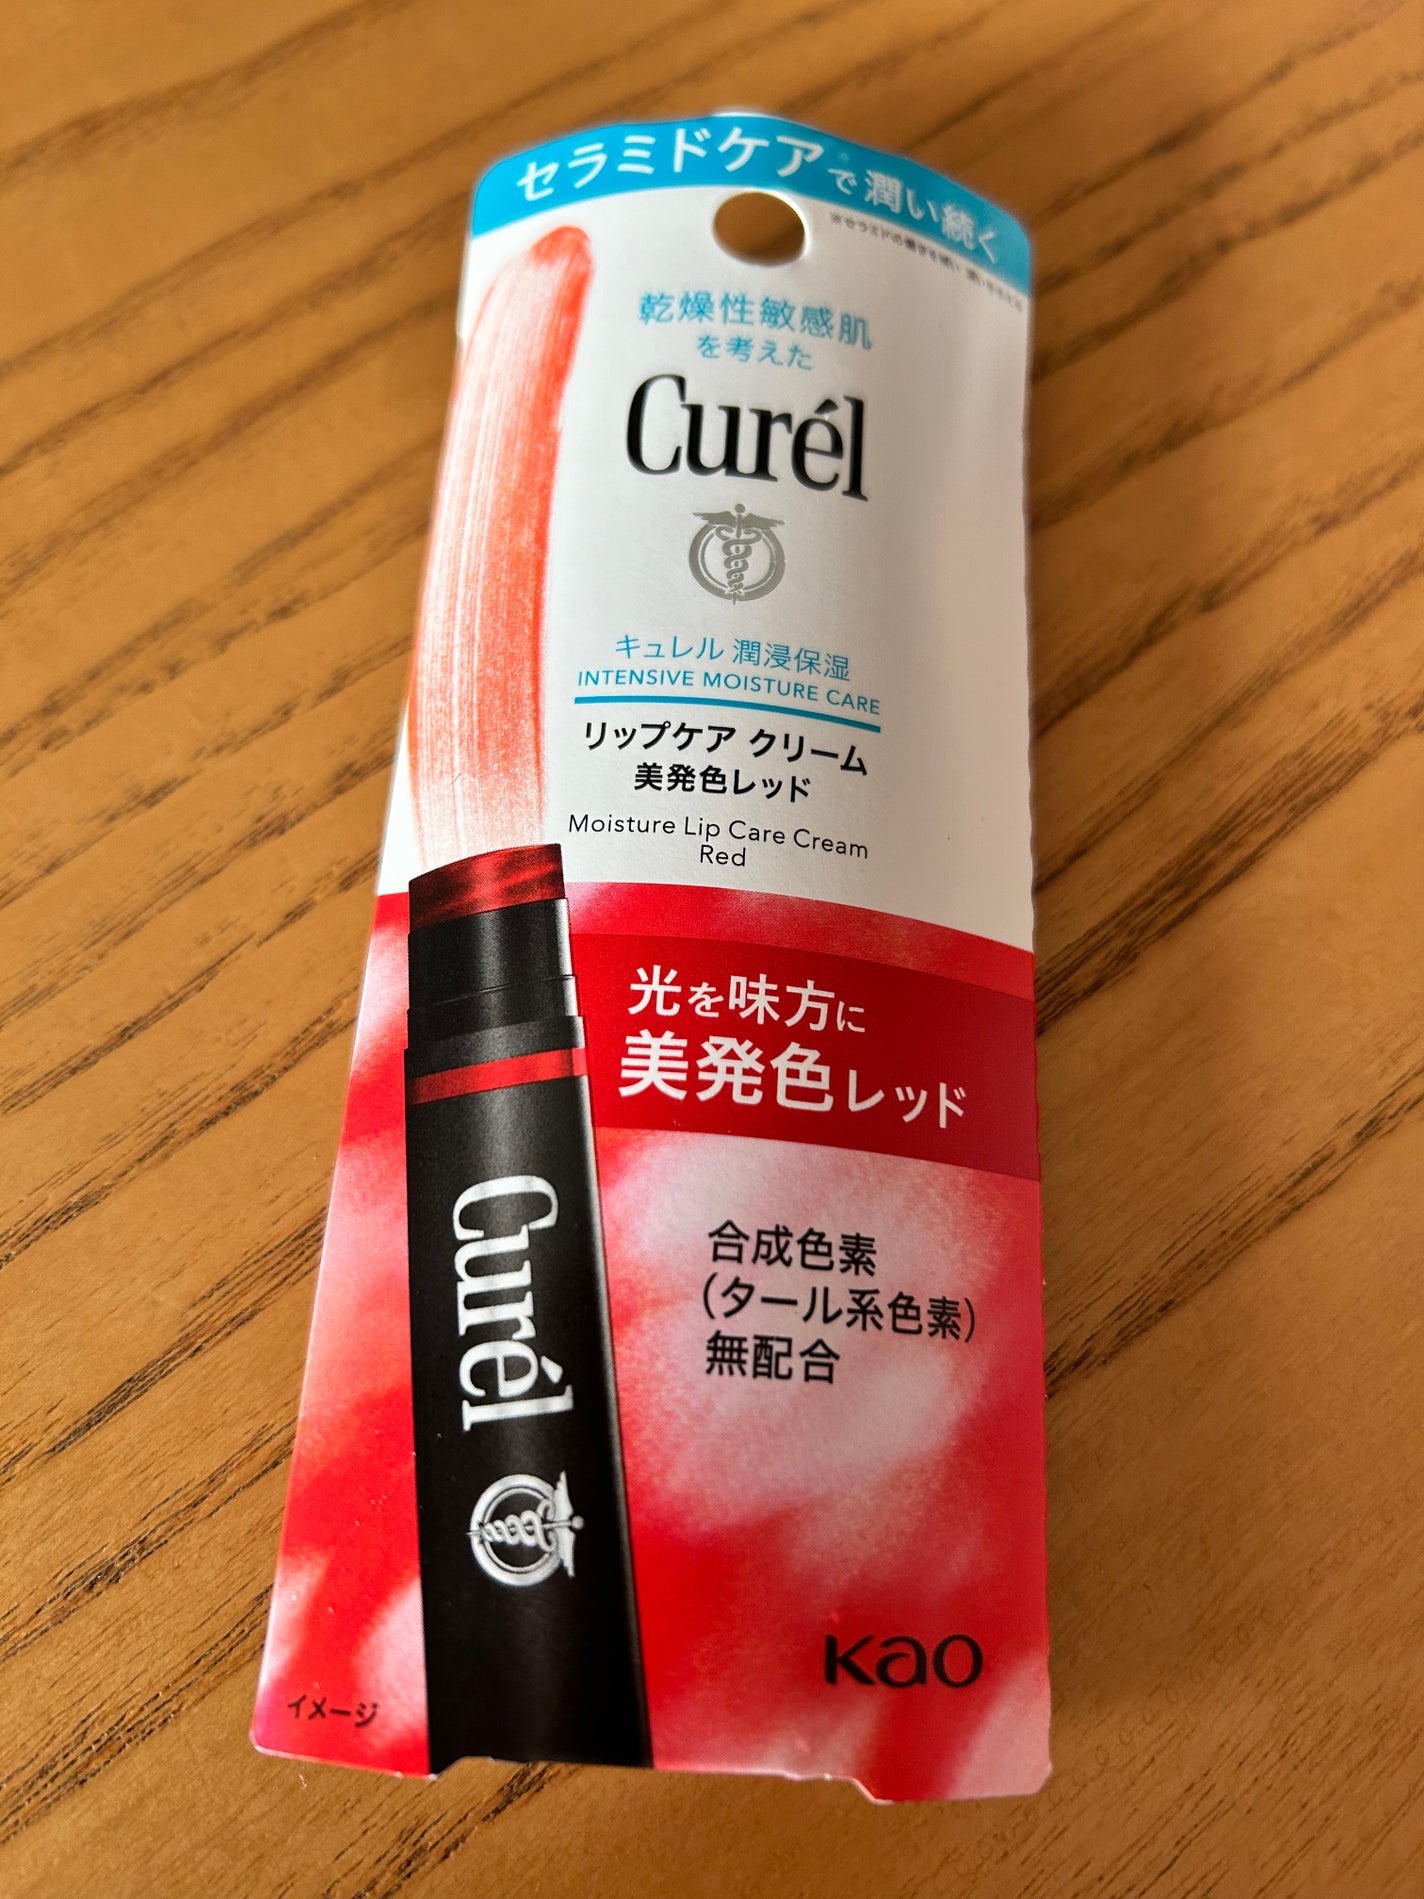 セラミドケア※で潤い続く
乾燥性敏感肌
を考えた
Curél
キュレル 潤浸保湿
INTENSIVE MOISTURE CARE
リップケア クリーム
美発色レッド
Moisture Lip Care Cream
Red
光を味方に
美発色レッド
合成色素
(タール系色素)
無配合
Curél
Kao
イメージ